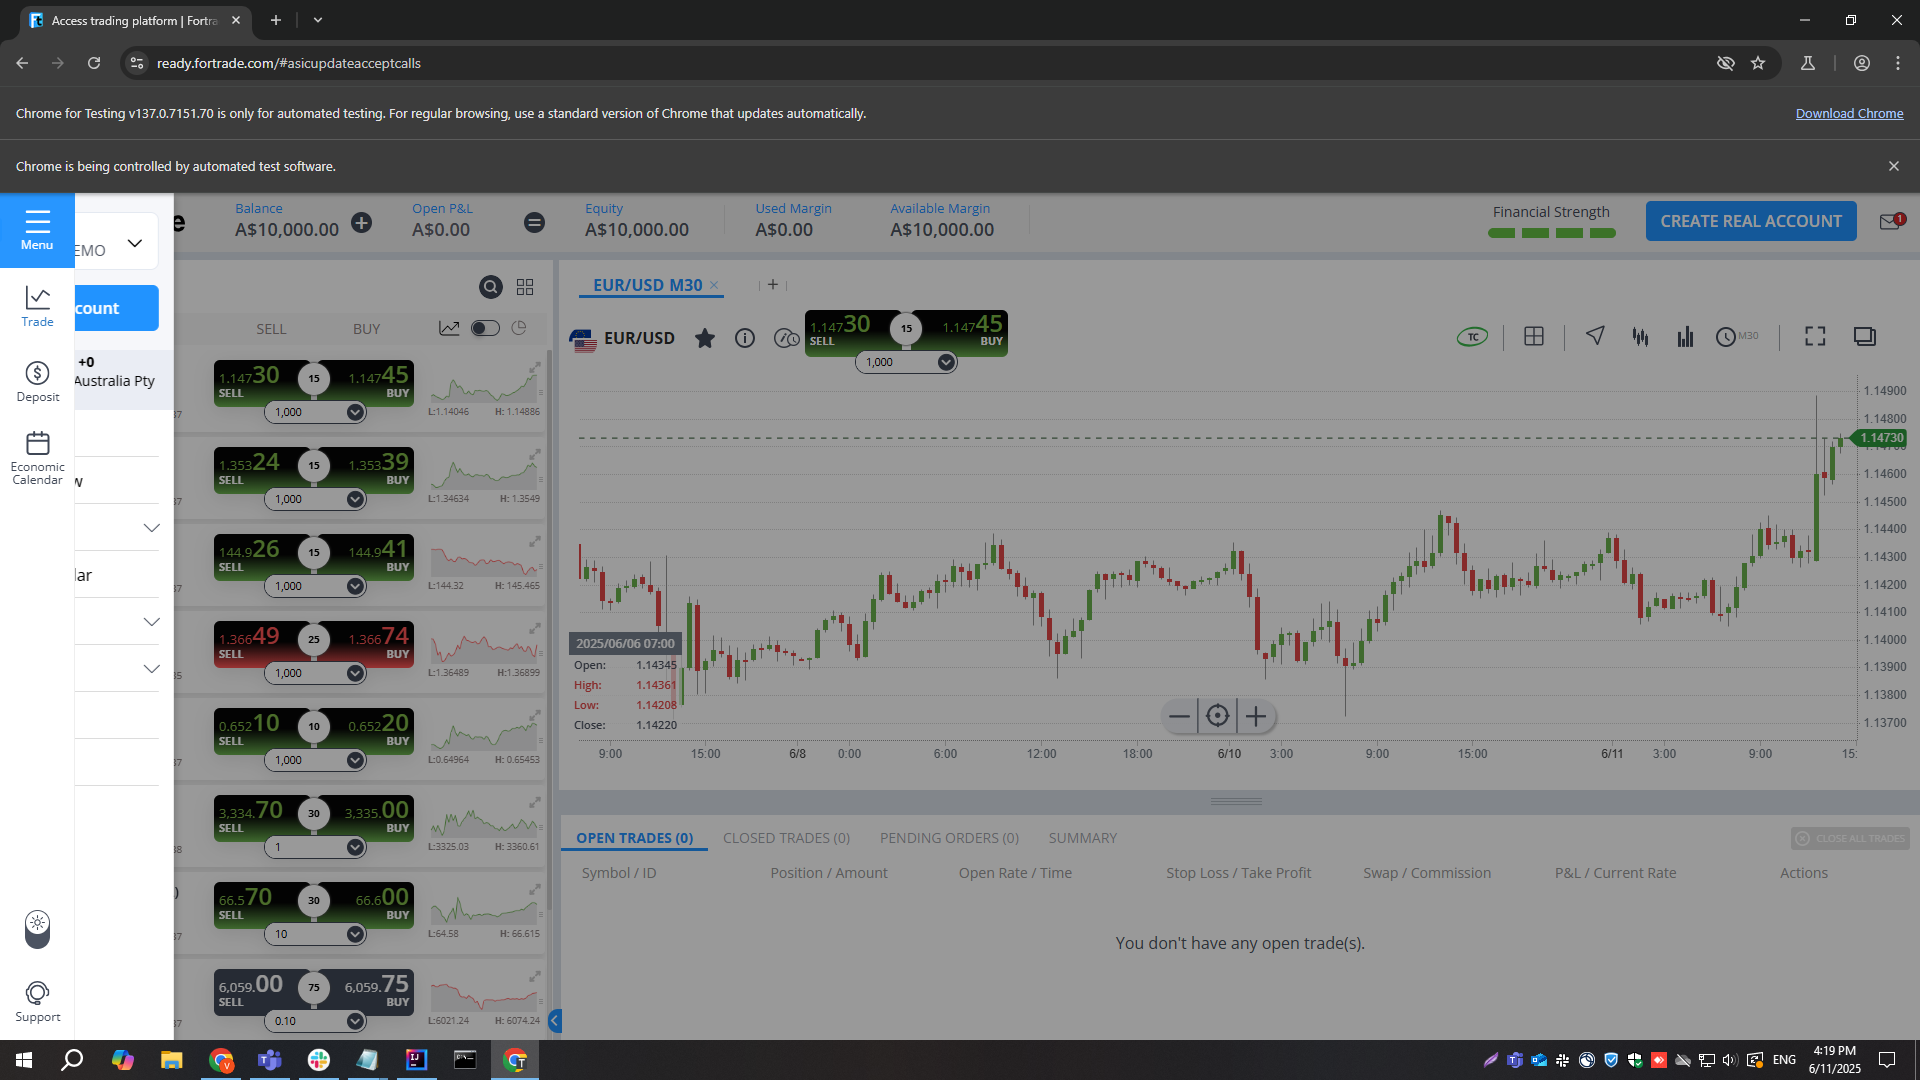 Access trading platform | Fortra
ready.fortrade.com/#asicupdateacceptcalls
Chrome for Testing v137.0.7151.70 is only for automated testing. For regular browsing, use a standard version of Chrome that updates automatically.
Download Chrome
Chrome is being controlled by automated test software.
Menu
EMO
e
Balance
A$10,000.00
Open P&L
A$0.00
Equity
A$10,000.00
Used Margin
A$0.00
Available Margin
A$10,000.00
Financial Strength
CREATE REAL ACCOUNT
1
Trade
count
Deposit
+0
Australia Pty
Economic
Calendar
w
lar
Support
SELL BUY
1.14730 SELL 15 1.14745 BUY
1,000
L:1.14046 H: 1.14886
37
1.35324 SELL 15 1.35339 BUY
1,000
L:1.34634 H: 1.3549
37
144.926 SELL 15 144.941 BUY
1,000
L:144.32 H: 145.465
37
1.36649 SELL 25 1.36674 BUY
1,000
L:1.36489 H: 1.36899
35
0.65210 SELL 10 0.65220 BUY
1,000
L:0.64964 H: 0.65453
37
3,334.70 SELL 30 3,335.00 BUY
1
L:3325.03 H: 3360.61
38
)
66.570 SELL 30 66.600 BUY
10
L:64.58 H: 66.615
37
6,059.00 SELL 75 6,059.75 BUY
0.10
L:6021.24 H: 6074.24
37
EUR/USD M30
EUR/USD
1.14730 SELL 15 1.14745 BUY
1,000
TC
M30
1.14900
1.14800
1.14730
1.14600
1.14500
1.14400
1.14300
1.14200
1.14100
1.14000
1.13900
1.13800
1.13700
2025/06/06 07:00
Open: 1.14345
High: 1.14361
Low: 1.14208
Close: 1.14220
9:00 15:00 6/8 0:00 6:00 12:00 18:00 6/10 3:00 9:00 15:00 6/11 3:00 9:00 15:
OPEN TRADES (0) CLOSED TRADES (0) PENDING ORDERS (0) SUMMARY
CLOSE ALL TRADES
Symbol / ID Position / Amount Open Rate / Time Stop Loss / Take Profit Swap / Commission P&L / Current Rate Actions
You don't have any open trade(s).
ENG
4:19 PM
6/11/2025